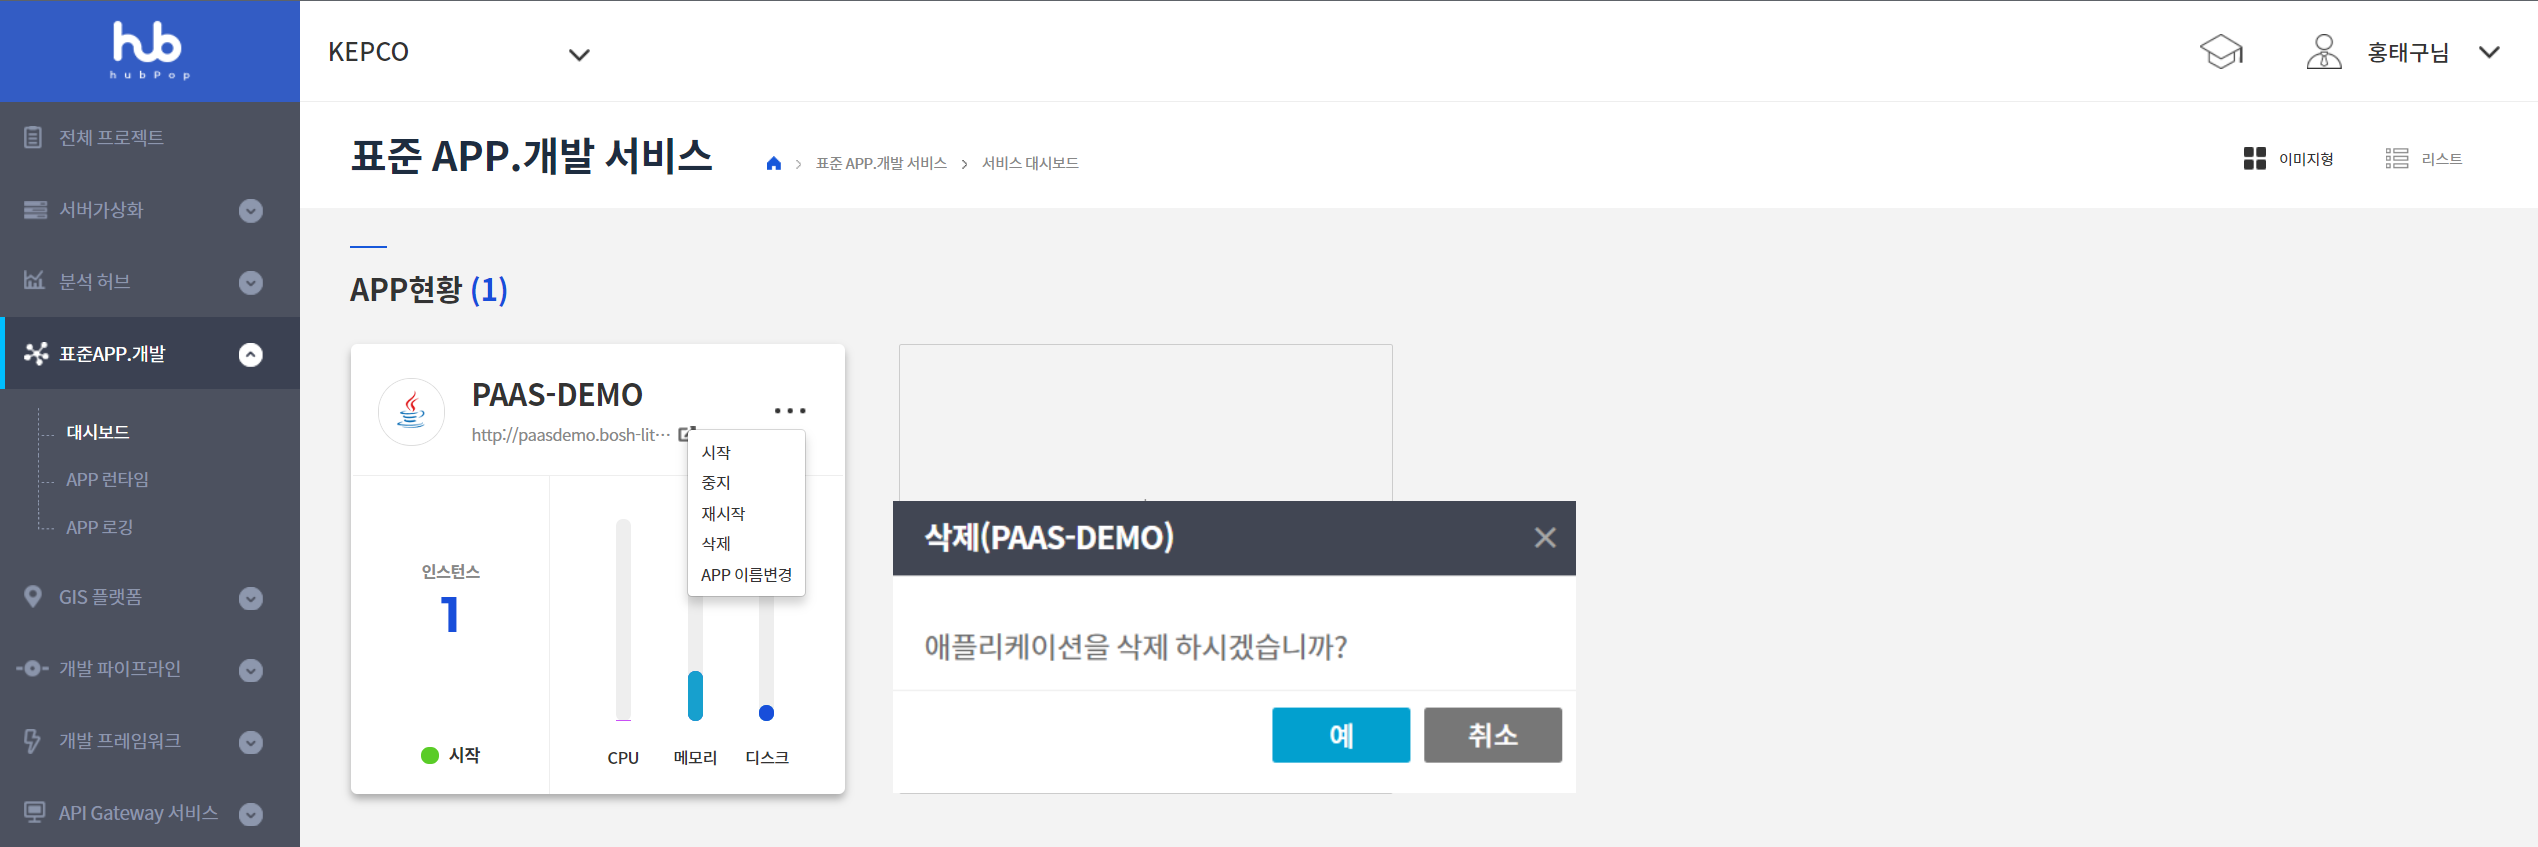 hub
hubPop
KEPCO
홍태구님
전체 프로젝트
서버가상화
분석 허브
표준APP.개발
대시보드
APP 런타임
APP 로깅
GIS 플랫폼
개발 파이프라인
개발 프레임워크
API Gateway 서비스
표준 APP.개발 서비스
표준 APP.개발 서비스 > 서비스 대시보드
이미지형
리스트
APP현황 (1)
PAAS-DEMO
http://paasdemo.bosh-lit···
시작
중지
재시작
삭제
APP 이름변경
인스턴스
1
시작
CPU
메모리
디스크
삭제(PAAS-DEMO)
애플리케이션을 삭제 하시겠습니까?
예
취소